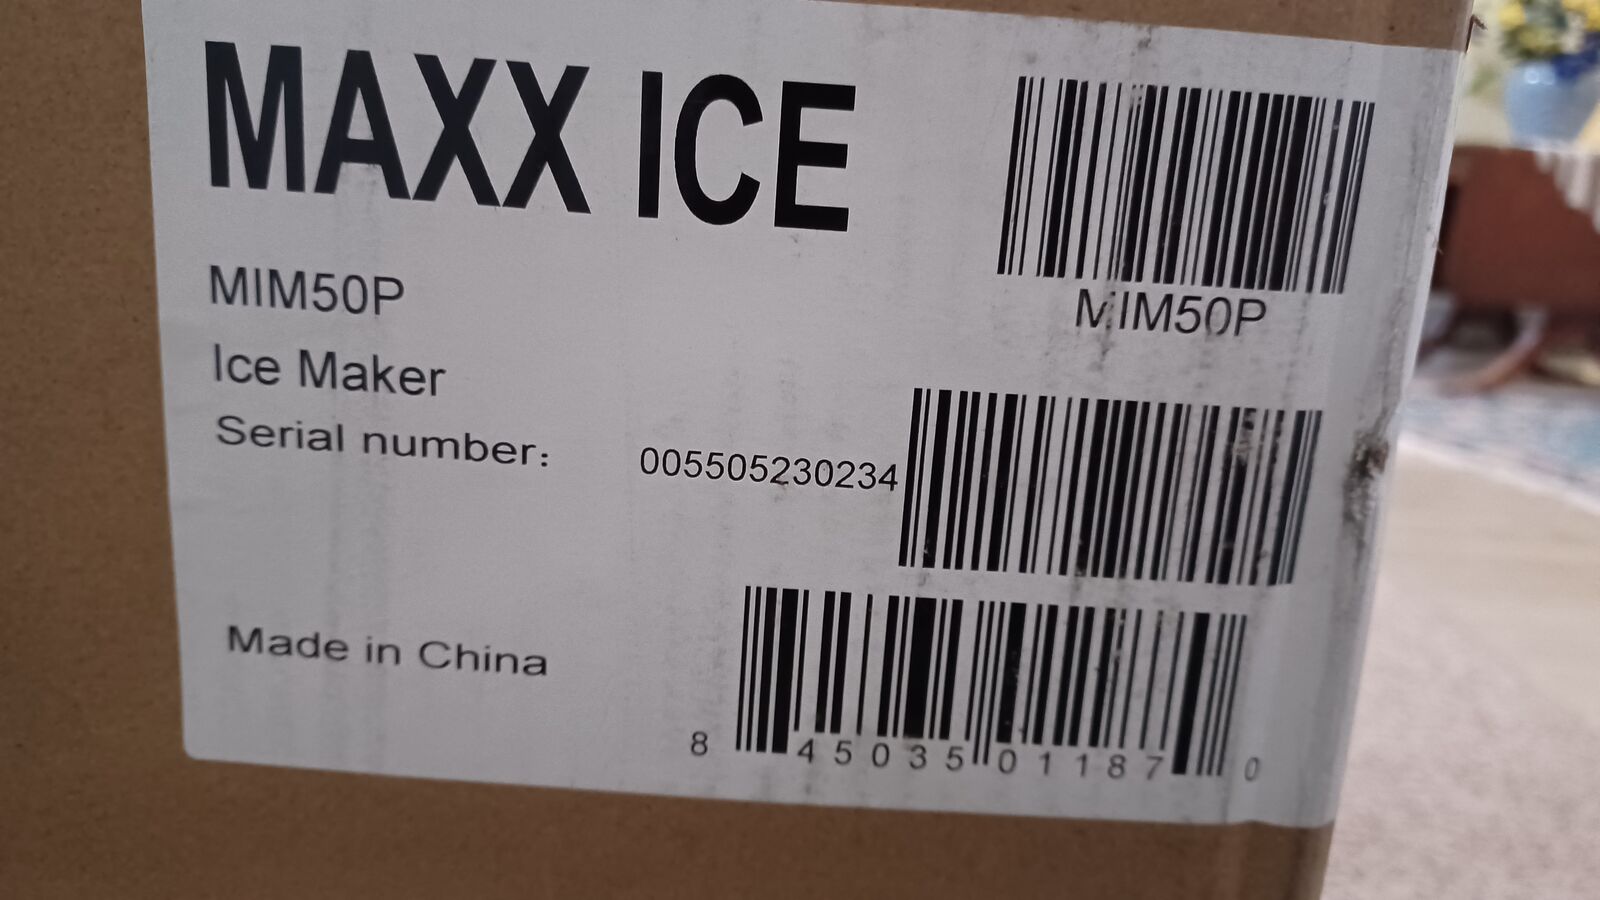 MAXX ICE
MIM50P
MIM50P
Ice Maker
Serial number: 005505230234
Made in China
8 45035 01187 0